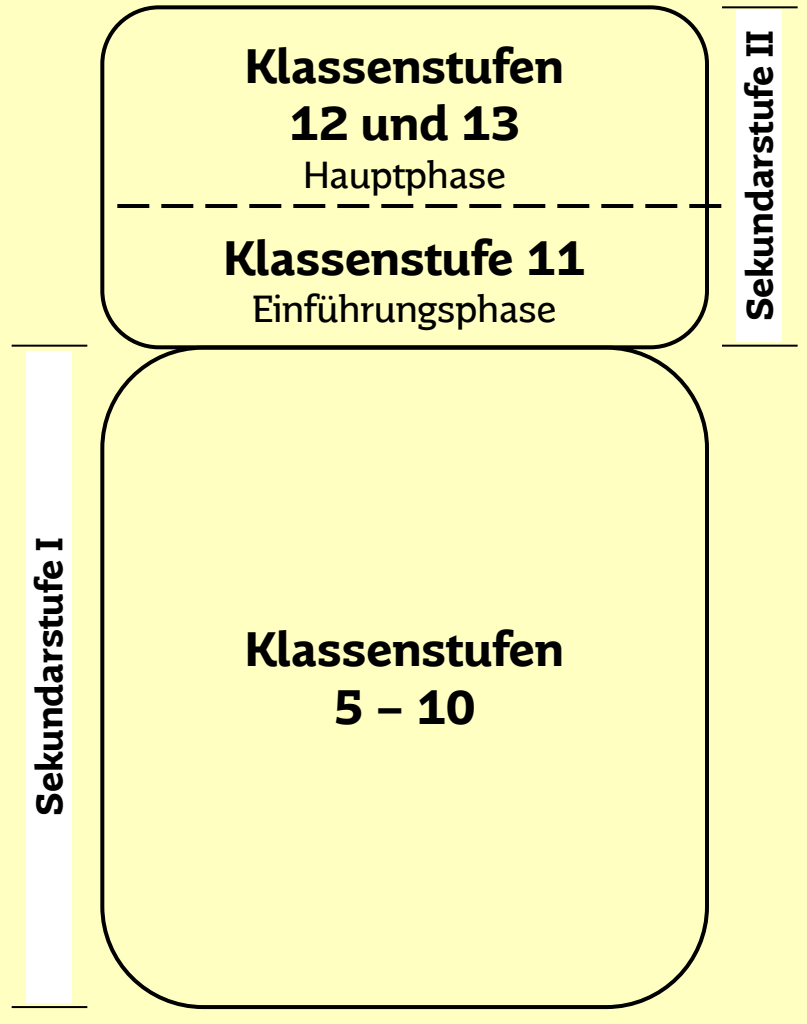 Klassenstufen
12 und 13
Hauptphase
Klassenstufe 11
Einführungsphase
Sekundarstufe II
Klassenstufen
5 – 10
Sekundarstufe I